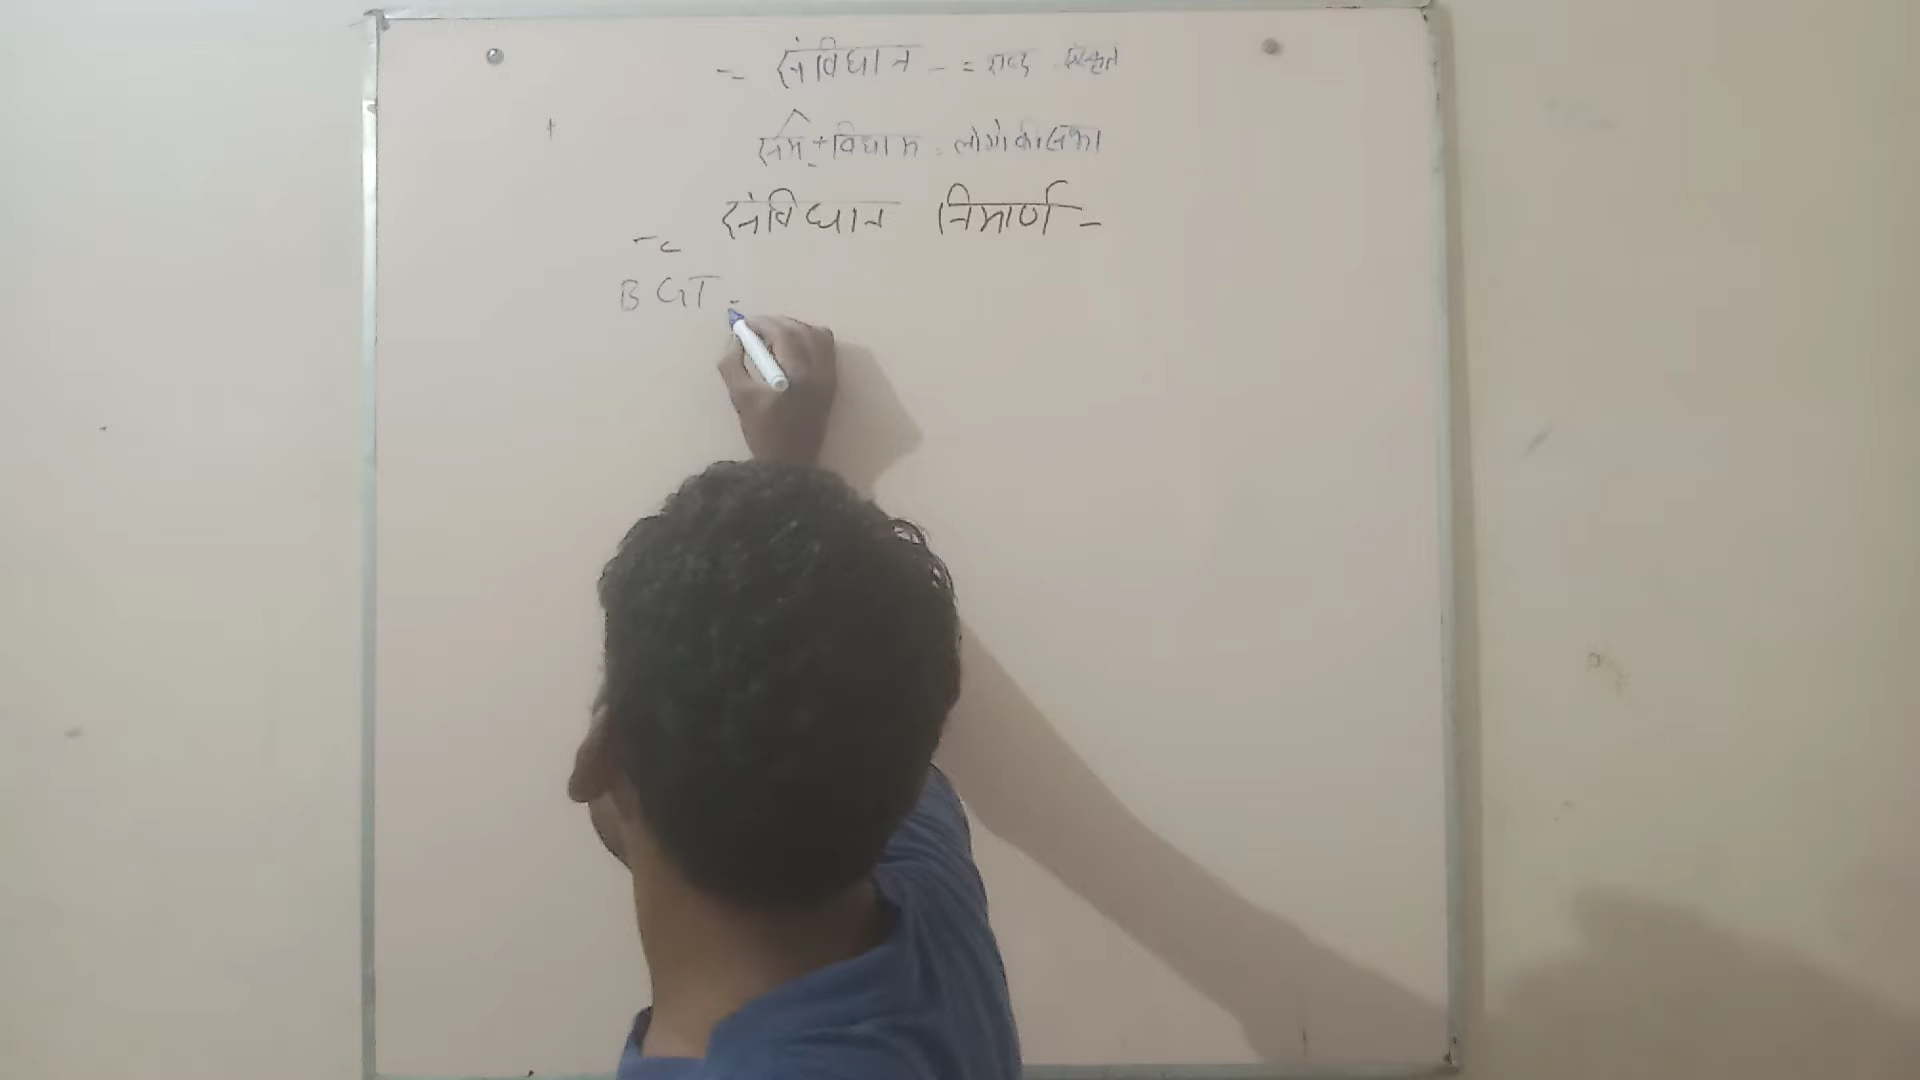 -= संविधान -= शब्द संस्कृत
सम् + विधान = लोगो का
संविधान निमार्ण -
BGT -